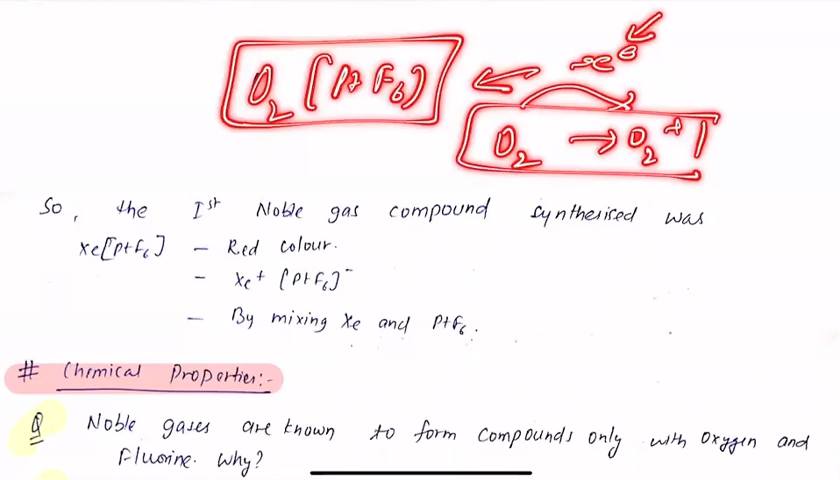 O2 [PtF6]
Xe
O2 → O2+
So, the Ist Noble gas compound synthesised was
Xe[PtF6] – Red colour.
– Xe+ [PtF6]–
– By mixing Xe and PtF6.
# Chemical Properties:-
Q Noble gases are known to form compounds only with oxygen and
Fluorine. Why?